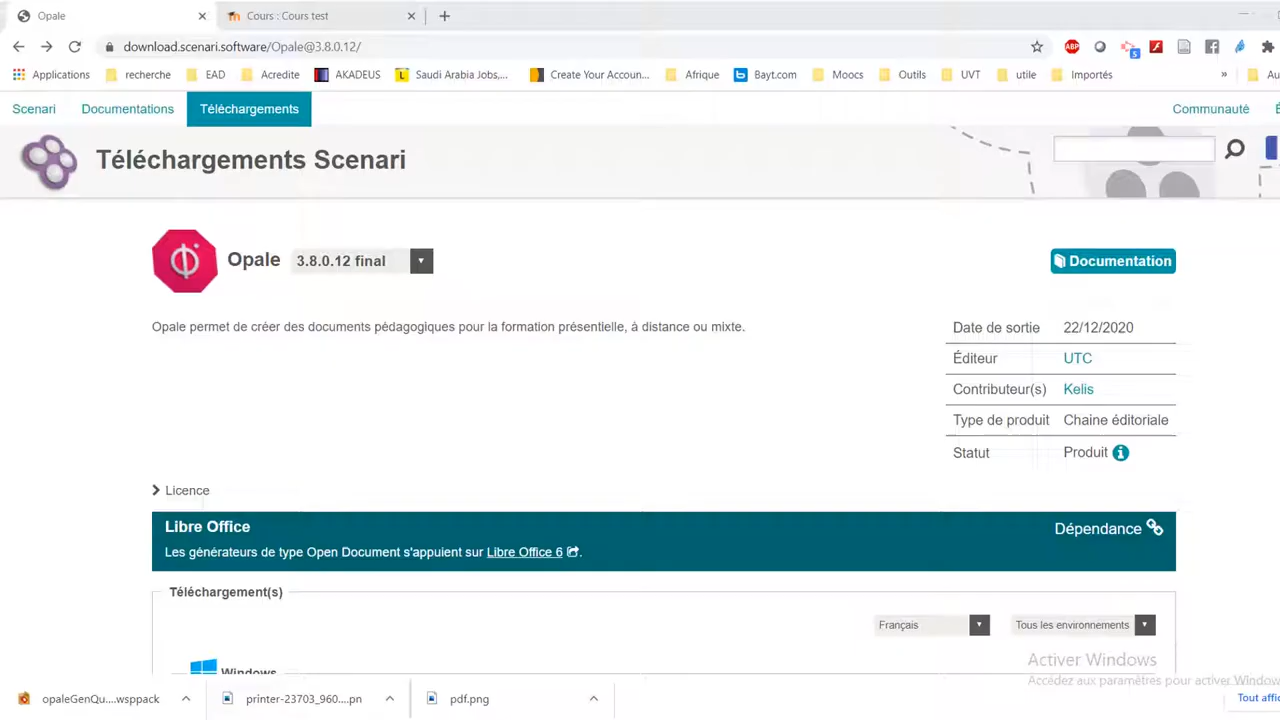 Opale
Cours : Cours test
download.scenari.software/Opale@3.8.0.12/
ABP
5
Applications recherche EAD Acredite AKADEUS Saudi Arabia Jobs,... Create Your Accoun... Afrique Bayt.com Moocs Outils UVT utile Importés » Au
Scenari Documentations Téléchargements Communauté É
Téléchargements Scenari
Opale 3.8.0.12 final
Documentation
Opale permet de créer des documents pédagogiques pour la formation présentielle, à distance ou mixte.
Date de sortie 22/12/2020
Éditeur UTC
Contributeur(s) Kelis
Type de produit Chaine éditoriale
Statut Produit
Licence
Libre Office
Dépendance
Les générateurs de type Open Document s'appuient sur Libre Office 6 .
Téléchargement(s)
Français Tous les environnements
Windows
Activer Windows
Accédez aux paramètres pour activer Window
opaleGenQu....wsppack
printer-23703_960....pn
pdf.png
Tout affic